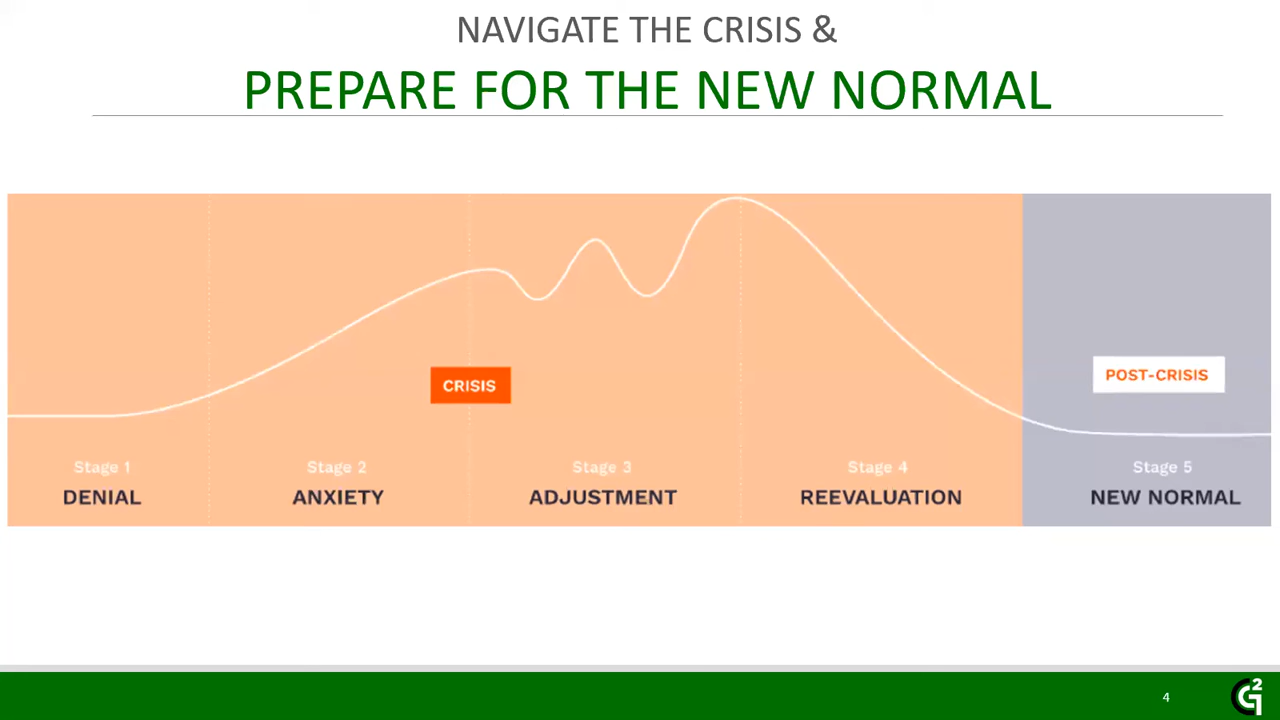 NAVIGATE THE CRISIS &
PREPARE FOR THE NEW NORMAL
CRISIS
POST-CRISIS
Stage 1
DENIAL
Stage 2
ANXIETY
Stage 3
ADJUSTMENT
Stage 4
REEVALUATION
Stage 5
NEW NORMAL
4
G2